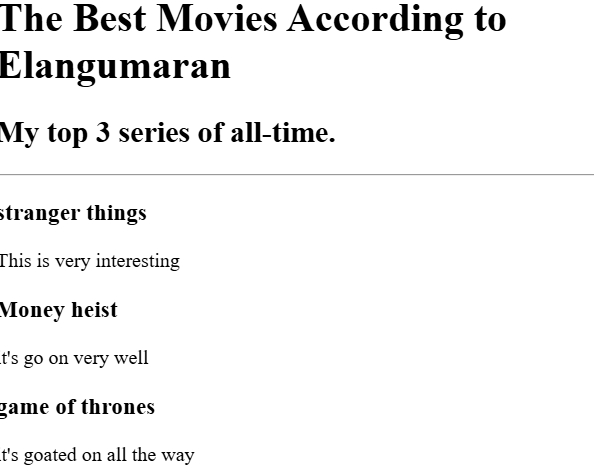 The Best Movies According to
Elangumaran
My top 3 series of all-time.
stranger things
This is very interesting
Money heist
it's go on very well
game of thrones
it's goated on all the way